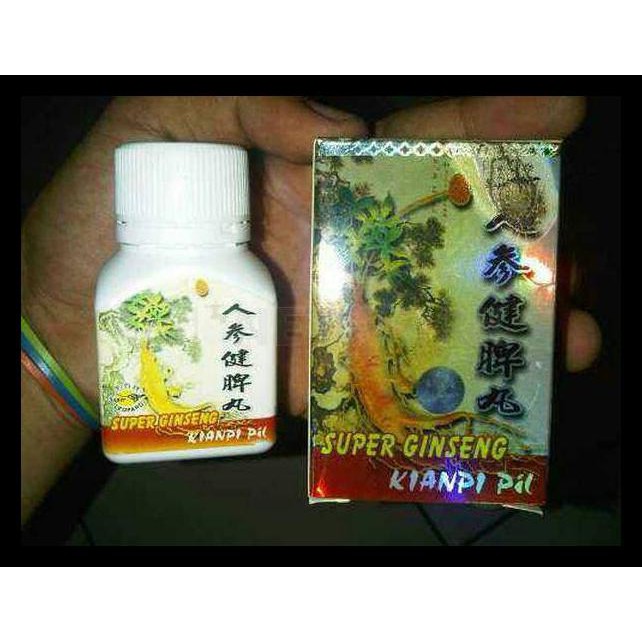 人参健脾丸
SUPER GINSENG
KIANPI Pil
人参健脾丸
SUPER GINSENG
KIANPI Pil